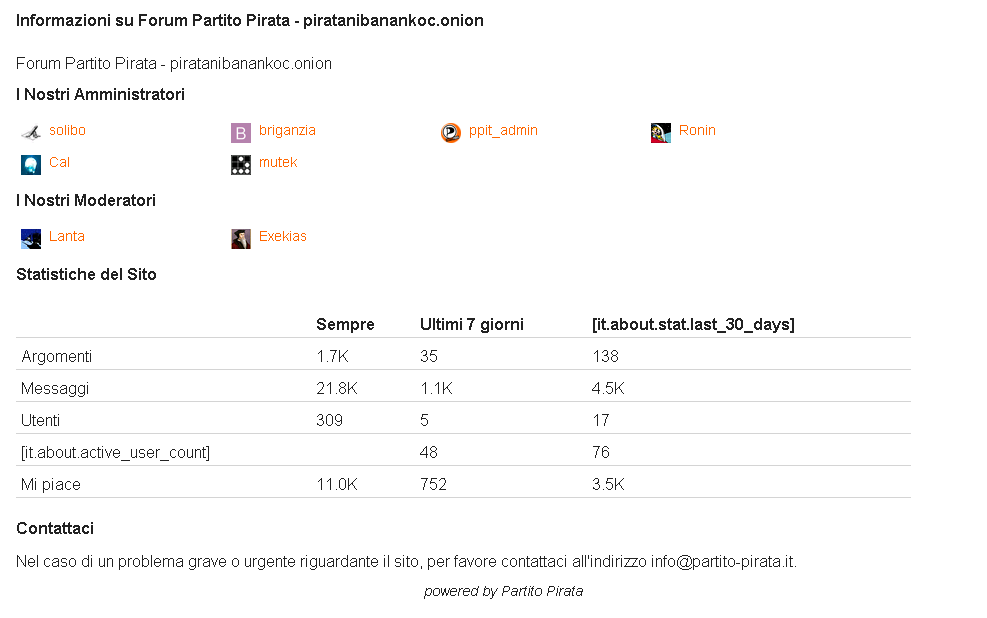 Informazioni su Forum Partito Pirata - piratanibanankoc.onion
Forum Partito Pirata - piratanibanankoc.onion
I Nostri Amministratori
solibo B briganzia ppit_admin Ronin
Cal mutek
I Nostri Moderatori
Lanta Exekias
Statistiche del Sito
Sempre Ultimi 7 giorni [it.about.stat.last_30_days]
Argomenti 1.7K 35 138
Messaggi 21.8K 1.1K 4.5K
Utenti 309 5 17
[it.about.active_user_count] 48 76
Mi piace 11.0K 752 3.5K
Contattaci
Nel caso di un problema grave o urgente riguardante il sito, per favore contattaci all'indirizzo info@partito-pirata.it.
powered by Partito Pirata